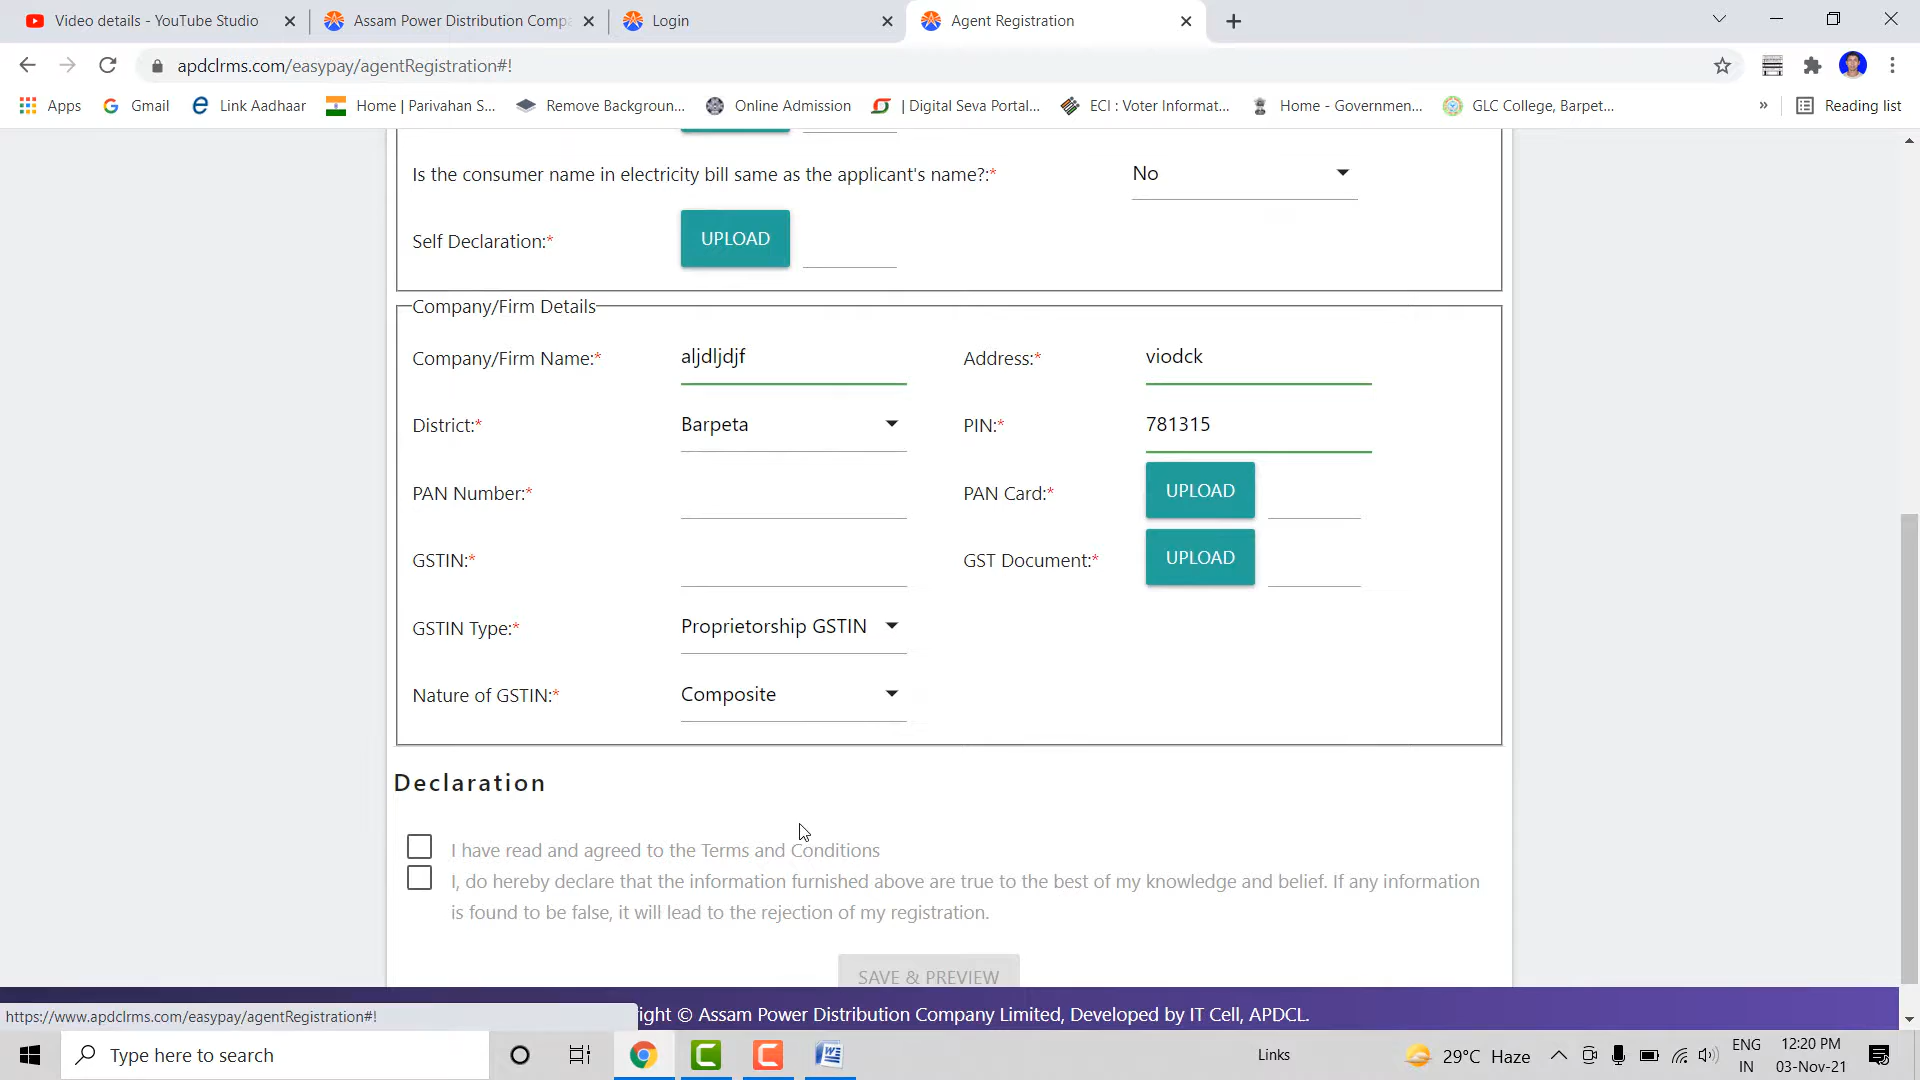 Video details - YouTube Studio
Assam Power Distribution Comp
Login
Agent Registration
apdclrms.com/easypay/agentRegistration#!
Apps
Gmail
Link Aadhaar
Home | Parivahan S...
Remove Backgroun...
Online Admission
| Digital Seva Portal...
ECI : Voter Informat...
Home - Governmen...
GLC College, Barpet...
»
Reading list
Is the consumer name in electricity bill same as the applicant's name?:*
No
Self Declaration:*
UPLOAD
Company/Firm Details
Company/Firm Name:*
aljdljdjf
Address:*
viodck
District:*
Barpeta
PIN:*
781315
PAN Number:*
PAN Card:*
UPLOAD
GSTIN:*
GST Document:*
UPLOAD
GSTIN Type:*
Proprietorship GSTIN
Nature of GSTIN:*
Composite
Declaration
I have read and agreed to the Terms and Conditions
I, do hereby declare that the information furnished above are true to the best of my knowledge and belief. If any information
is found to be false, it will lead to the rejection of my registration.
SAVE & PREVIEW
https://www.apdclrms.com/easypay/agentRegistration#!
ight © Assam Power Distribution Company Limited, Developed by IT Cell, APDCL.
Type here to search
Links
29°C Haze
ENG
IN
12:20 PM
03-Nov-21